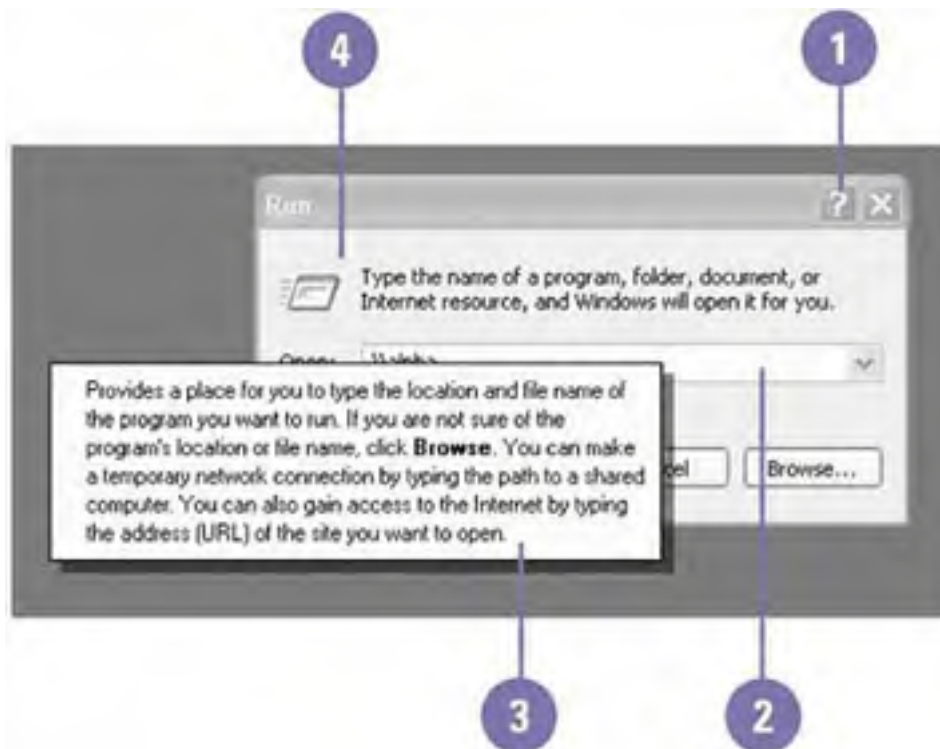 4
1
Run
?
Type the name of a program, folder, document, or
Internet resource, and Windows will open it for you.
Open: \\alpha
Provides a place for you to type the location and file name of
the program you want to run. If you are not sure of the
program's location or file name, click Browse. You can make
a temporary network connection by typing the path to a shared
computer. You can also gain access to the Internet by typing
the address (URL) of the site you want to open.
cel
Browse...
3
2